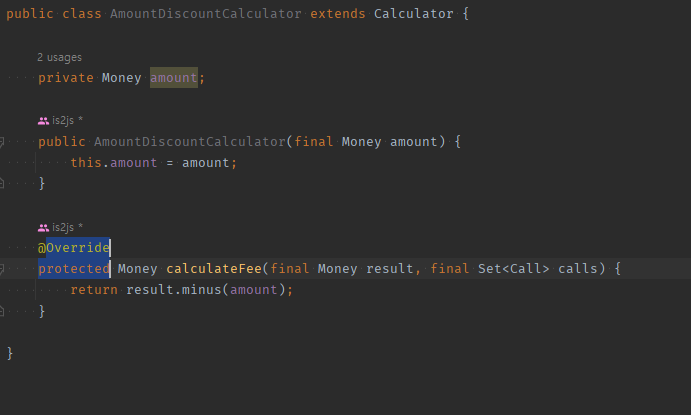 public class AmountDiscountCalculator extends Calculator {
2 usages
private Money amount;
is2js *
public AmountDiscountCalculator(final Money amount) {
this.amount = amount;
}
is2js *
@Override
protected Money calculateFee(final Money result, final Set<Call> calls) {
return result.minus(amount);
}
}